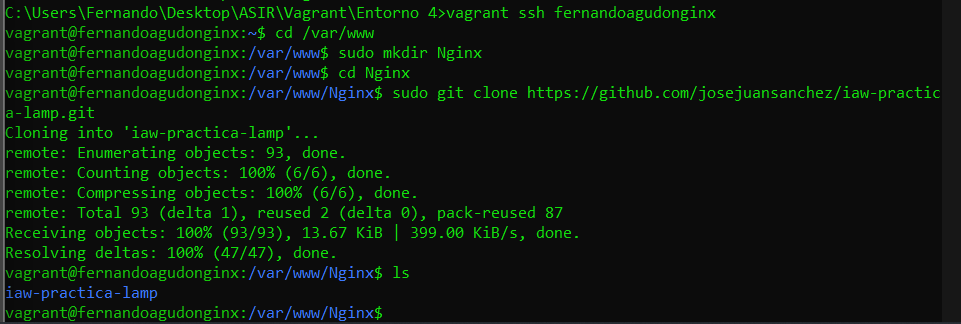 C:\Users\Fernando\Desktop\ASIR\Vagrant\Entorno 4>vagrant ssh fernandoagudonginx
vagrant@fernandoagudonginx:~$ cd /var/www
vagrant@fernandoagudonginx:/var/www$ sudo mkdir Nginx
vagrant@fernandoagudonginx:/var/www$ cd Nginx
vagrant@fernandoagudonginx:/var/www/Nginx$ sudo git clone https://github.com/josejuansanchez/iaw-practic
a-lamp.git
Cloning into 'iaw-practica-lamp'...
remote: Enumerating objects: 93, done.
remote: Counting objects: 100% (6/6), done.
remote: Compressing objects: 100% (6/6), done.
remote: Total 93 (delta 1), reused 2 (delta 0), pack-reused 87
Receiving objects: 100% (93/93), 13.67 KiB | 399.00 KiB/s, done.
Resolving deltas: 100% (47/47), done.
vagrant@fernandoagudonginx:/var/www/Nginx$ ls
iaw-practica-lamp
vagrant@fernandoagudonginx:/var/www/Nginx$